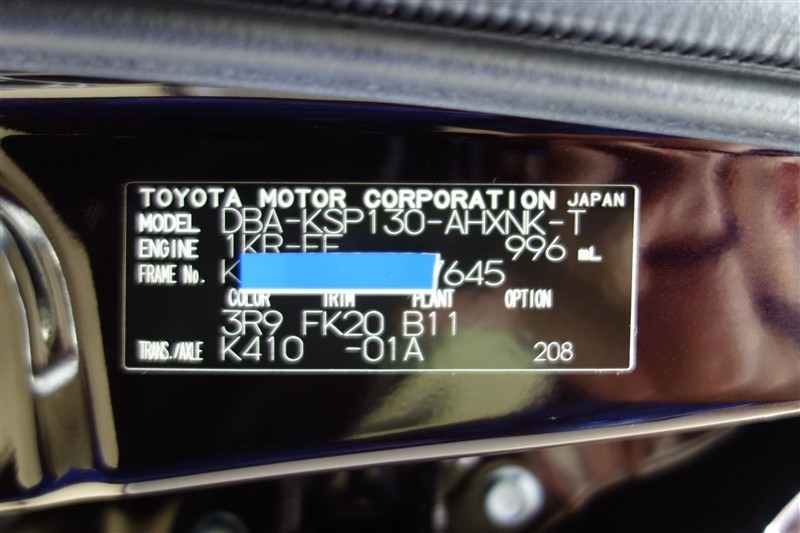 TOYOTA MOTOR CORPORATION JAPAN
MODEL DBA-KSP130-AHXNK-T
ENGINE 1KR-FE 996 mL
FRAME No. K 7645
COLOR TRIM PLANT OPTION
3R9 FK20 B11
TRANS./AXLE K410 -01A 208